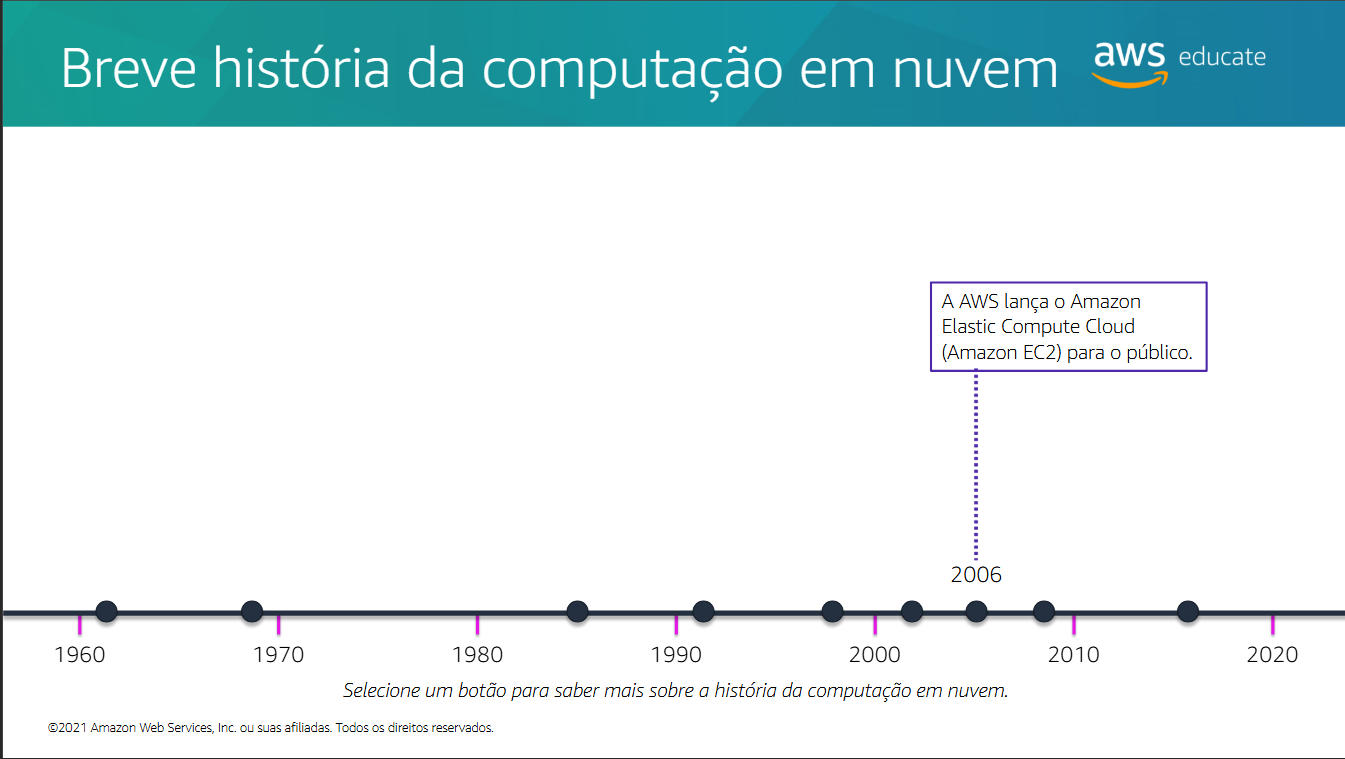 Breve história da computação em nuvem
aws educate
A AWS lança o Amazon
Elastic Compute Cloud
(Amazon EC2) para o público.
2006
1960 1970 1980 1990 2000 2010 2020
Selecione um botão para saber mais sobre a história da computação em nuvem.
©2021 Amazon Web Services, Inc. ou suas afiliadas. Todos os direitos reservados.